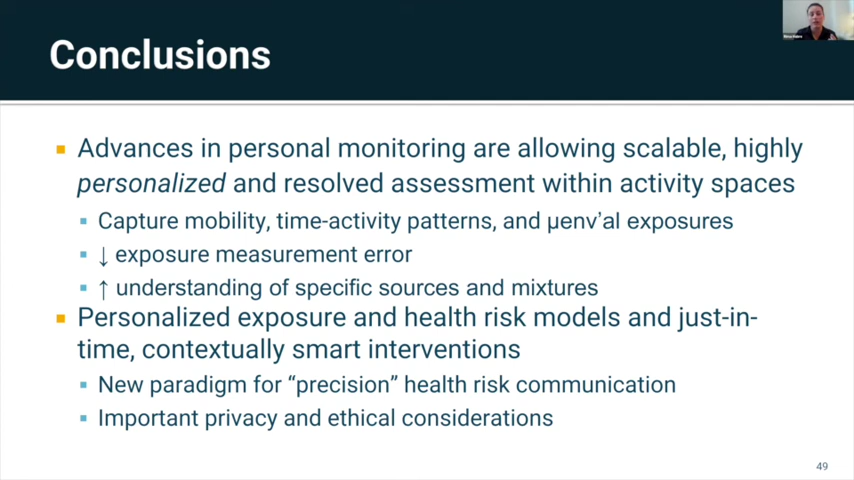 Conclusions
Advances in personal monitoring are allowing scalable, highly
personalized and resolved assessment within activity spaces
Capture mobility, time-activity patterns, and µenv’al exposures
↓ exposure measurement error
↑ understanding of specific sources and mixtures
Personalized exposure and health risk models and just-in-
time, contextually smart interventions
New paradigm for “precision” health risk communication
Important privacy and ethical considerations
49